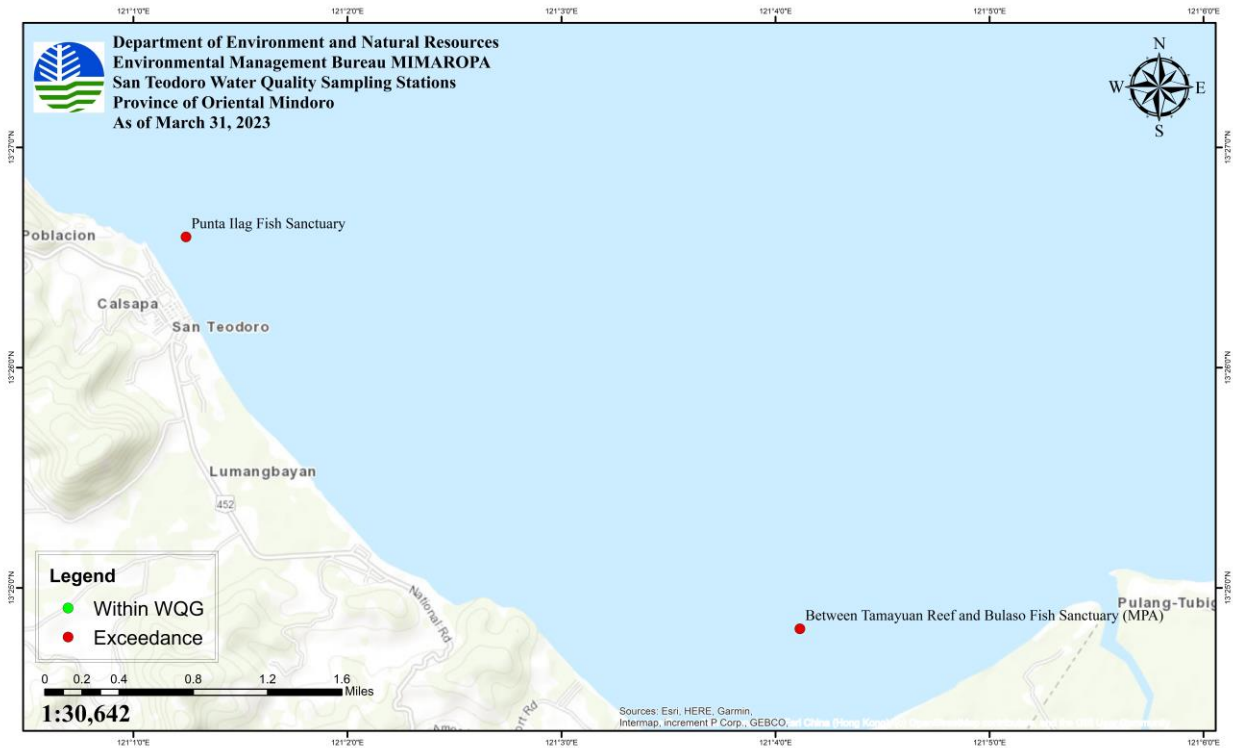 121°1'0"E 121°2'0"E 121°3'0"E 121°4'0"E 121°5'0"E 121°6'0"E
Department of Environment and Natural Resources
Environmental Management Bureau MIMAROPA
San Teodoro Water Quality Sampling Stations
Province of Oriental Mindoro
As of March 31, 2023
N
W E
S
13°27'0"N 13°27'0"N
Punta Ilag Fish Sanctuary
Poblacion
Calsapa
San Teodoro
13°26'0"N 13°26'0"N
Lumangbayan
452
13°25'0"N 13°25'0"N
National Rd
Pulang-Tubig
Between Tamayuan Reef and Bulaso Fish Sanctuary (MPA)
Legend
Within WQG
Exceedance
0 0.2 0.4 0.8 1.2 1.6
Miles
1:30,642
Rd
Sources: Esri, HERE, Garmin,
Intermap, increment P Corp., GEBCO,
121°1'0"E 121°2'0"E 121°3'0"E 121°4'0"E 121°5'0"E 121°6'0"E